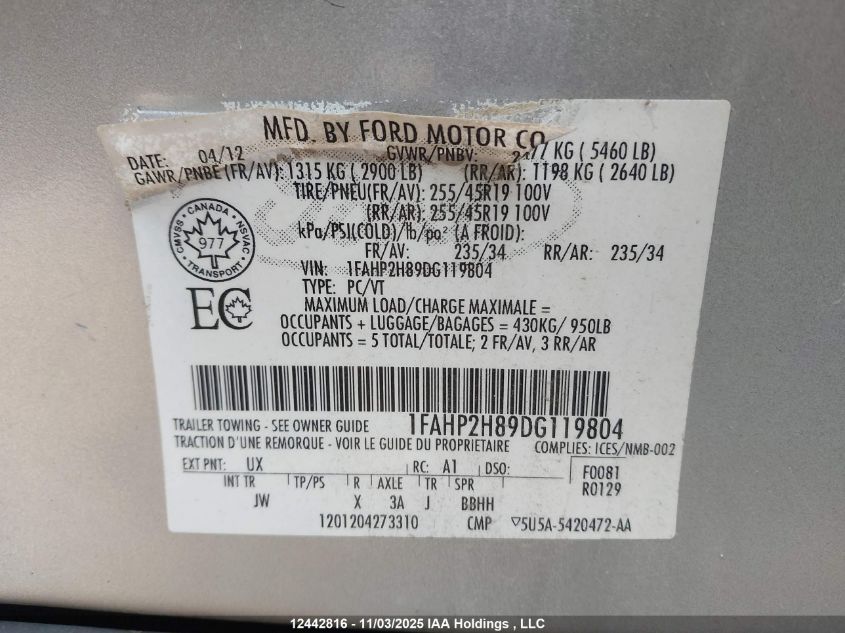 MFD. BY FORD MOTOR CO.
DATE: 04/12 GVWR/PNBV: KG ( 5460 LB)
GAWR/PNBE (FR/AV): 1315 KG ( 2900 LB) (RR/AR): 1198 KG ( 2640 LB)
TIRE/PNEU(FR/AV): 255/45R19 100V
(RR/AR): 255/45R19 100V
kPa/PSI(COLD)/lb/po² (A FROID):
FR/AV: 235/34 RR/AR: 235/34
VIN: 1FAHP2H89DG119804
TYPE: PC/VT
MAXIMUM LOAD/CHARGE MAXIMALE =
OCCUPANTS + LUGGAGE/BAGAGES = 430KG/ 950LB
OCCUPANTS = 5 TOTAL/TOTALE; 2 FR/AV, 3 RR/AR
CANADA
CMVSS 977 NSVAC
TRANSPORT
EC
1FAHP2H89DG119804
TRAILER TOWING - SEE OWNER GUIDE
TRACTION D'UNE REMORQUE - VOIR LE GUIDE DU PROPRIETAIRE
COMPLIES: ICES/NMB-002
EXT PNT: UX RC: A1 DSO: F0081
R0129
INT TR TP/PS R AXLE TR SPR
JW X 3A J BBHH
1201204273310 CMP ▽5U5A-5420472-AA
12442816 - 11/03/2025 IAA Holdings , LLC